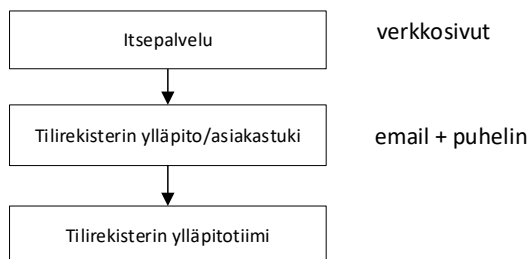 Itsepalvelu
verkkosivut
Tilirekisterin ylläpito/asiakastuki
email + puhelin
Tilirekisterin ylläpitotiimi